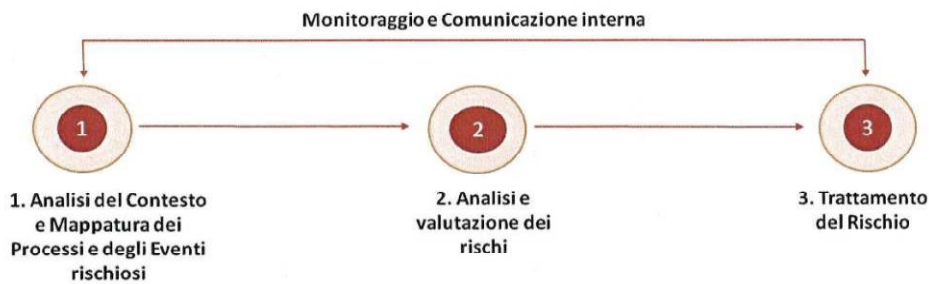 Monitoraggio e Comunicazione interna
1
2
3
1. Analisi del Contesto
e Mappatura dei
Processi e degli Eventi
rischiosi
2. Analisi e
valutazione dei
rischi
3. Trattamento
del Rischio